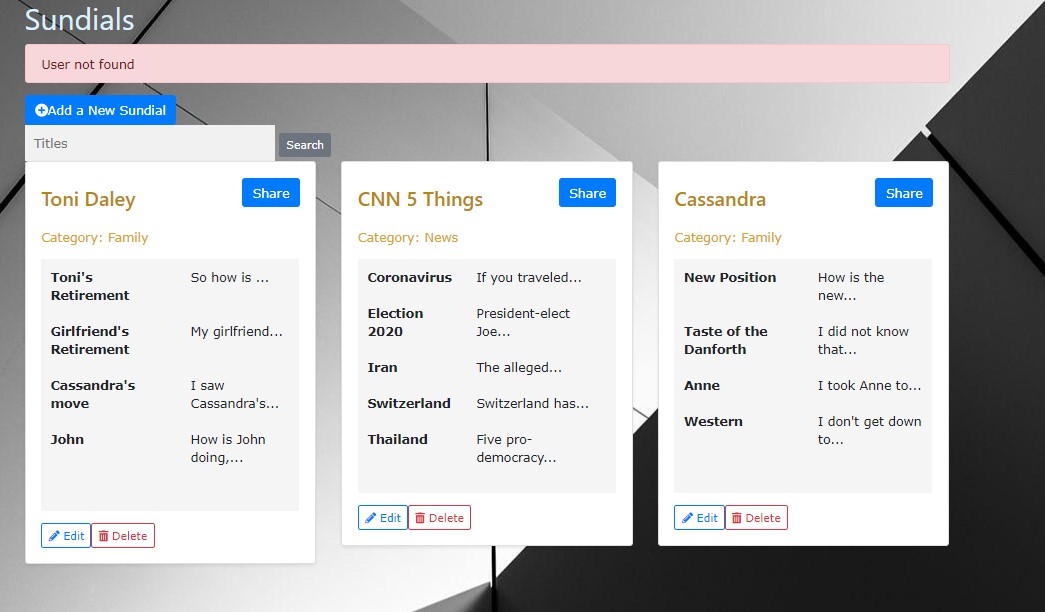 Sundials
User not found
Add a New Sundial
Titles
Search
Toni Daley
Share
Category: Family
Toni's
Retirement
So how is ...
Girlfriend's
Retirement
My girlfriend...
Cassandra's
move
I saw
Cassandra's...
John
How is John
doing,...
Edit
Delete
CNN 5 Things
Share
Category: News
Coronavirus
If you traveled...
Election
2020
President-elect
Joe...
Iran
The alleged...
Switzerland
Switzerland has...
Thailand
Five pro-
democracy...
Edit
Delete
Cassandra
Share
Category: Family
New Position
How is the
new...
Taste of the
Danforth
I did not know
that...
Anne
I took Anne to...
Western
I don't get down
to...
Edit
Delete